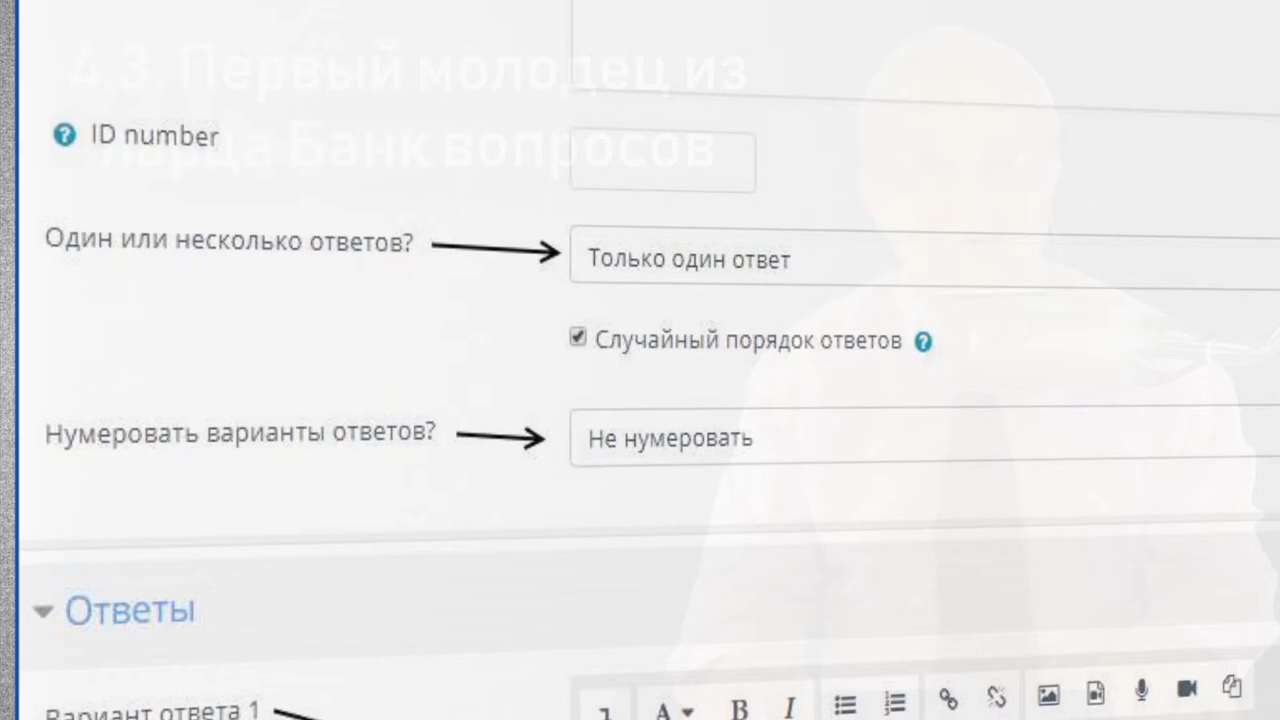 4.3. Первый молодец из
ларца Банк вопросов
ID number
Один или несколько ответов?
Только один ответ
Случайный порядок ответов
Нумеровать варианты ответов?
Не нумеровать
Ответы
Вариант ответа 1